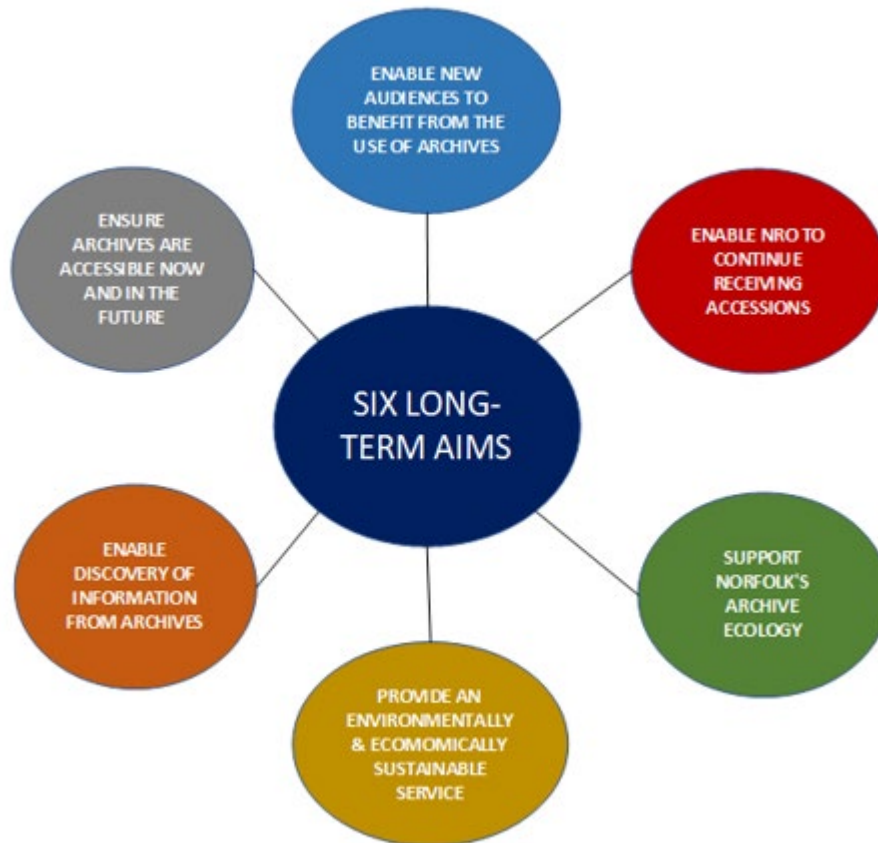 ENABLE NEW
AUDIENCES TO
BENEFIT FROM THE
USE OF ARCHIVES
ENSURE
ARCHIVES ARE
ACCESSIBLE NOW
AND IN THE
FUTURE
ENABLE NRO TO
CONTINUE
RECEIVING
ACCESSIONS
SIX LONG-
TERM AIMS
ENABLE
DISCOVERY OF
INFORMATION
FROM ARCHIVES
SUPPORT
NORFOLK'S
ARCHIVE
ECOLOGY
PROVIDE AN
ENVIRONMENTALLY
& ECOMOMICALLY
SUSTAINABLE
SERVICE